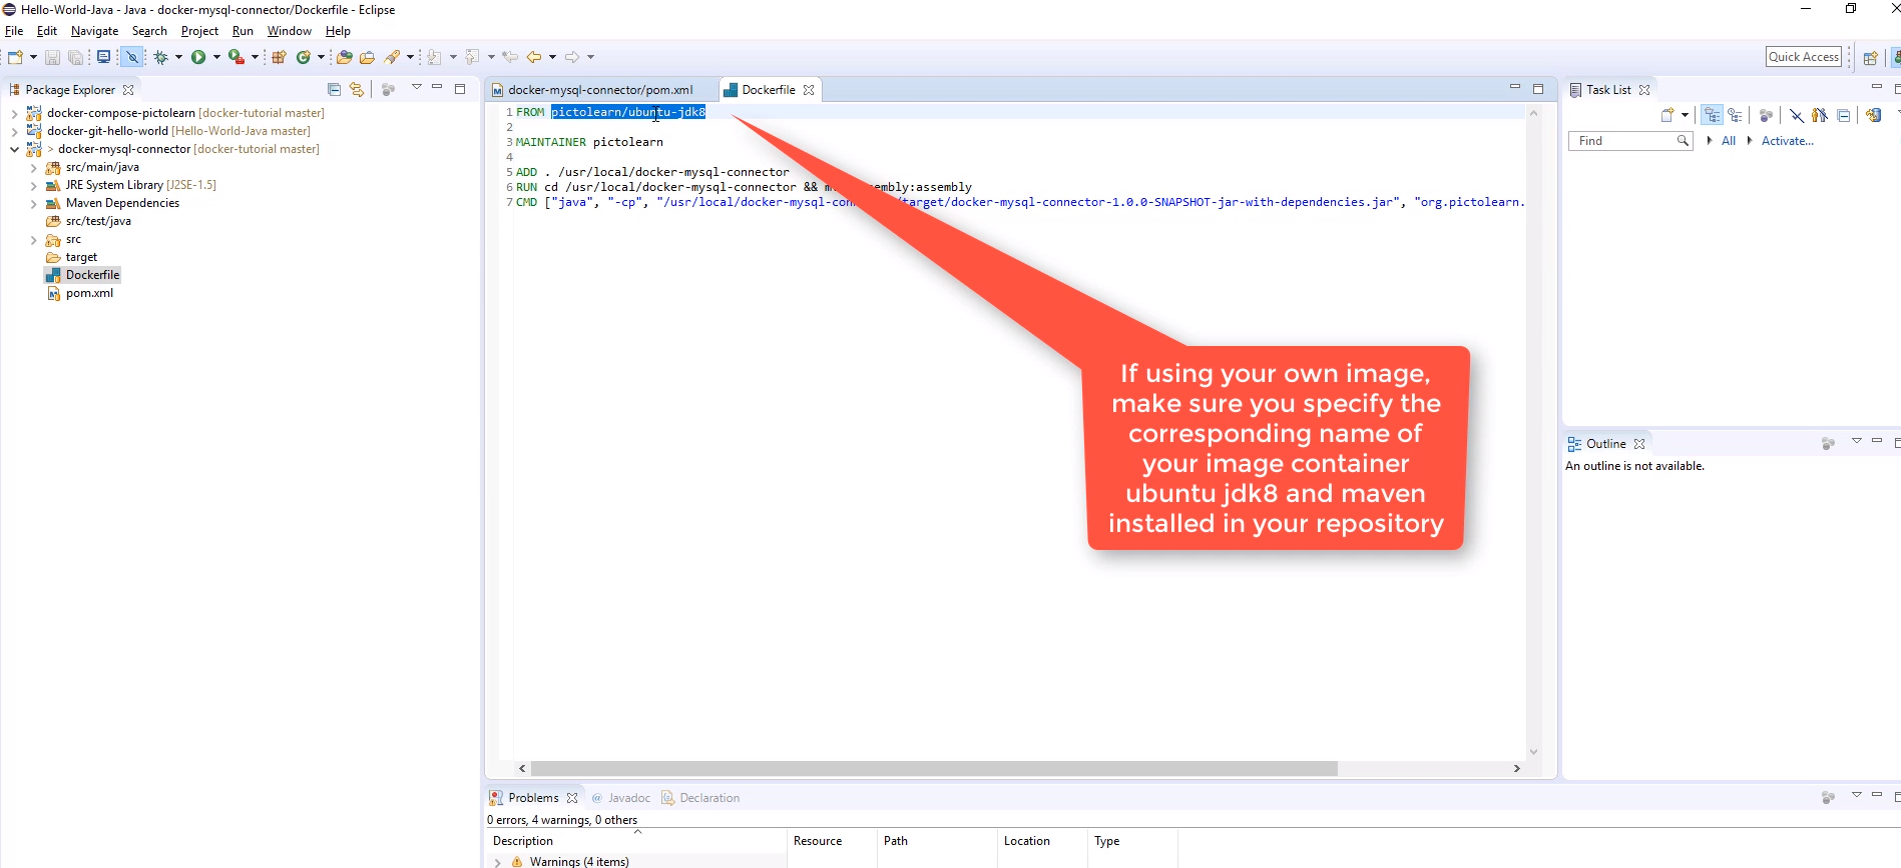 Hello-World-Java - Java - docker-mysql-connector/Dockerfile - Eclipse
File Edit Navigate Search Project Run Window Help
Quick Access
Package Explorer
docker-compose-pictolearn [docker-tutorial master]
docker-git-hello-world [Hello-World-Java master]
> docker-mysql-connector [docker-tutorial master]
src/main/java
JRE System Library [J2SE-1.5]
Maven Dependencies
src/test/java
src
target
Dockerfile
pom.xml
docker-mysql-connector/pom.xml
Dockerfile
1 FROM pictolearn/ubuntu-jdk8
2
3 MAINTAINER pictolearn
4
5 ADD . /usr/local/docker-mysql-connector
6 RUN cd /usr/local/docker-mysql-connector && m embly:assembly
7 CMD ["java", "-cp", "/usr/local/docker-mysql-con /target/docker-mysql-connector-1.0.0-SNAPSHOT-jar-with-dependencies.jar", "org.pictolearn.
If using your own image,
make sure you specify the
corresponding name of
your image container
ubuntu jdk8 and maven
installed in your repository
Task List
Find
All
Activate...
Outline
An outline is not available.
Problems
@ Javadoc
Declaration
0 errors, 4 warnings, 0 others
Description Resource Path Location Type
Warnings (4 items)